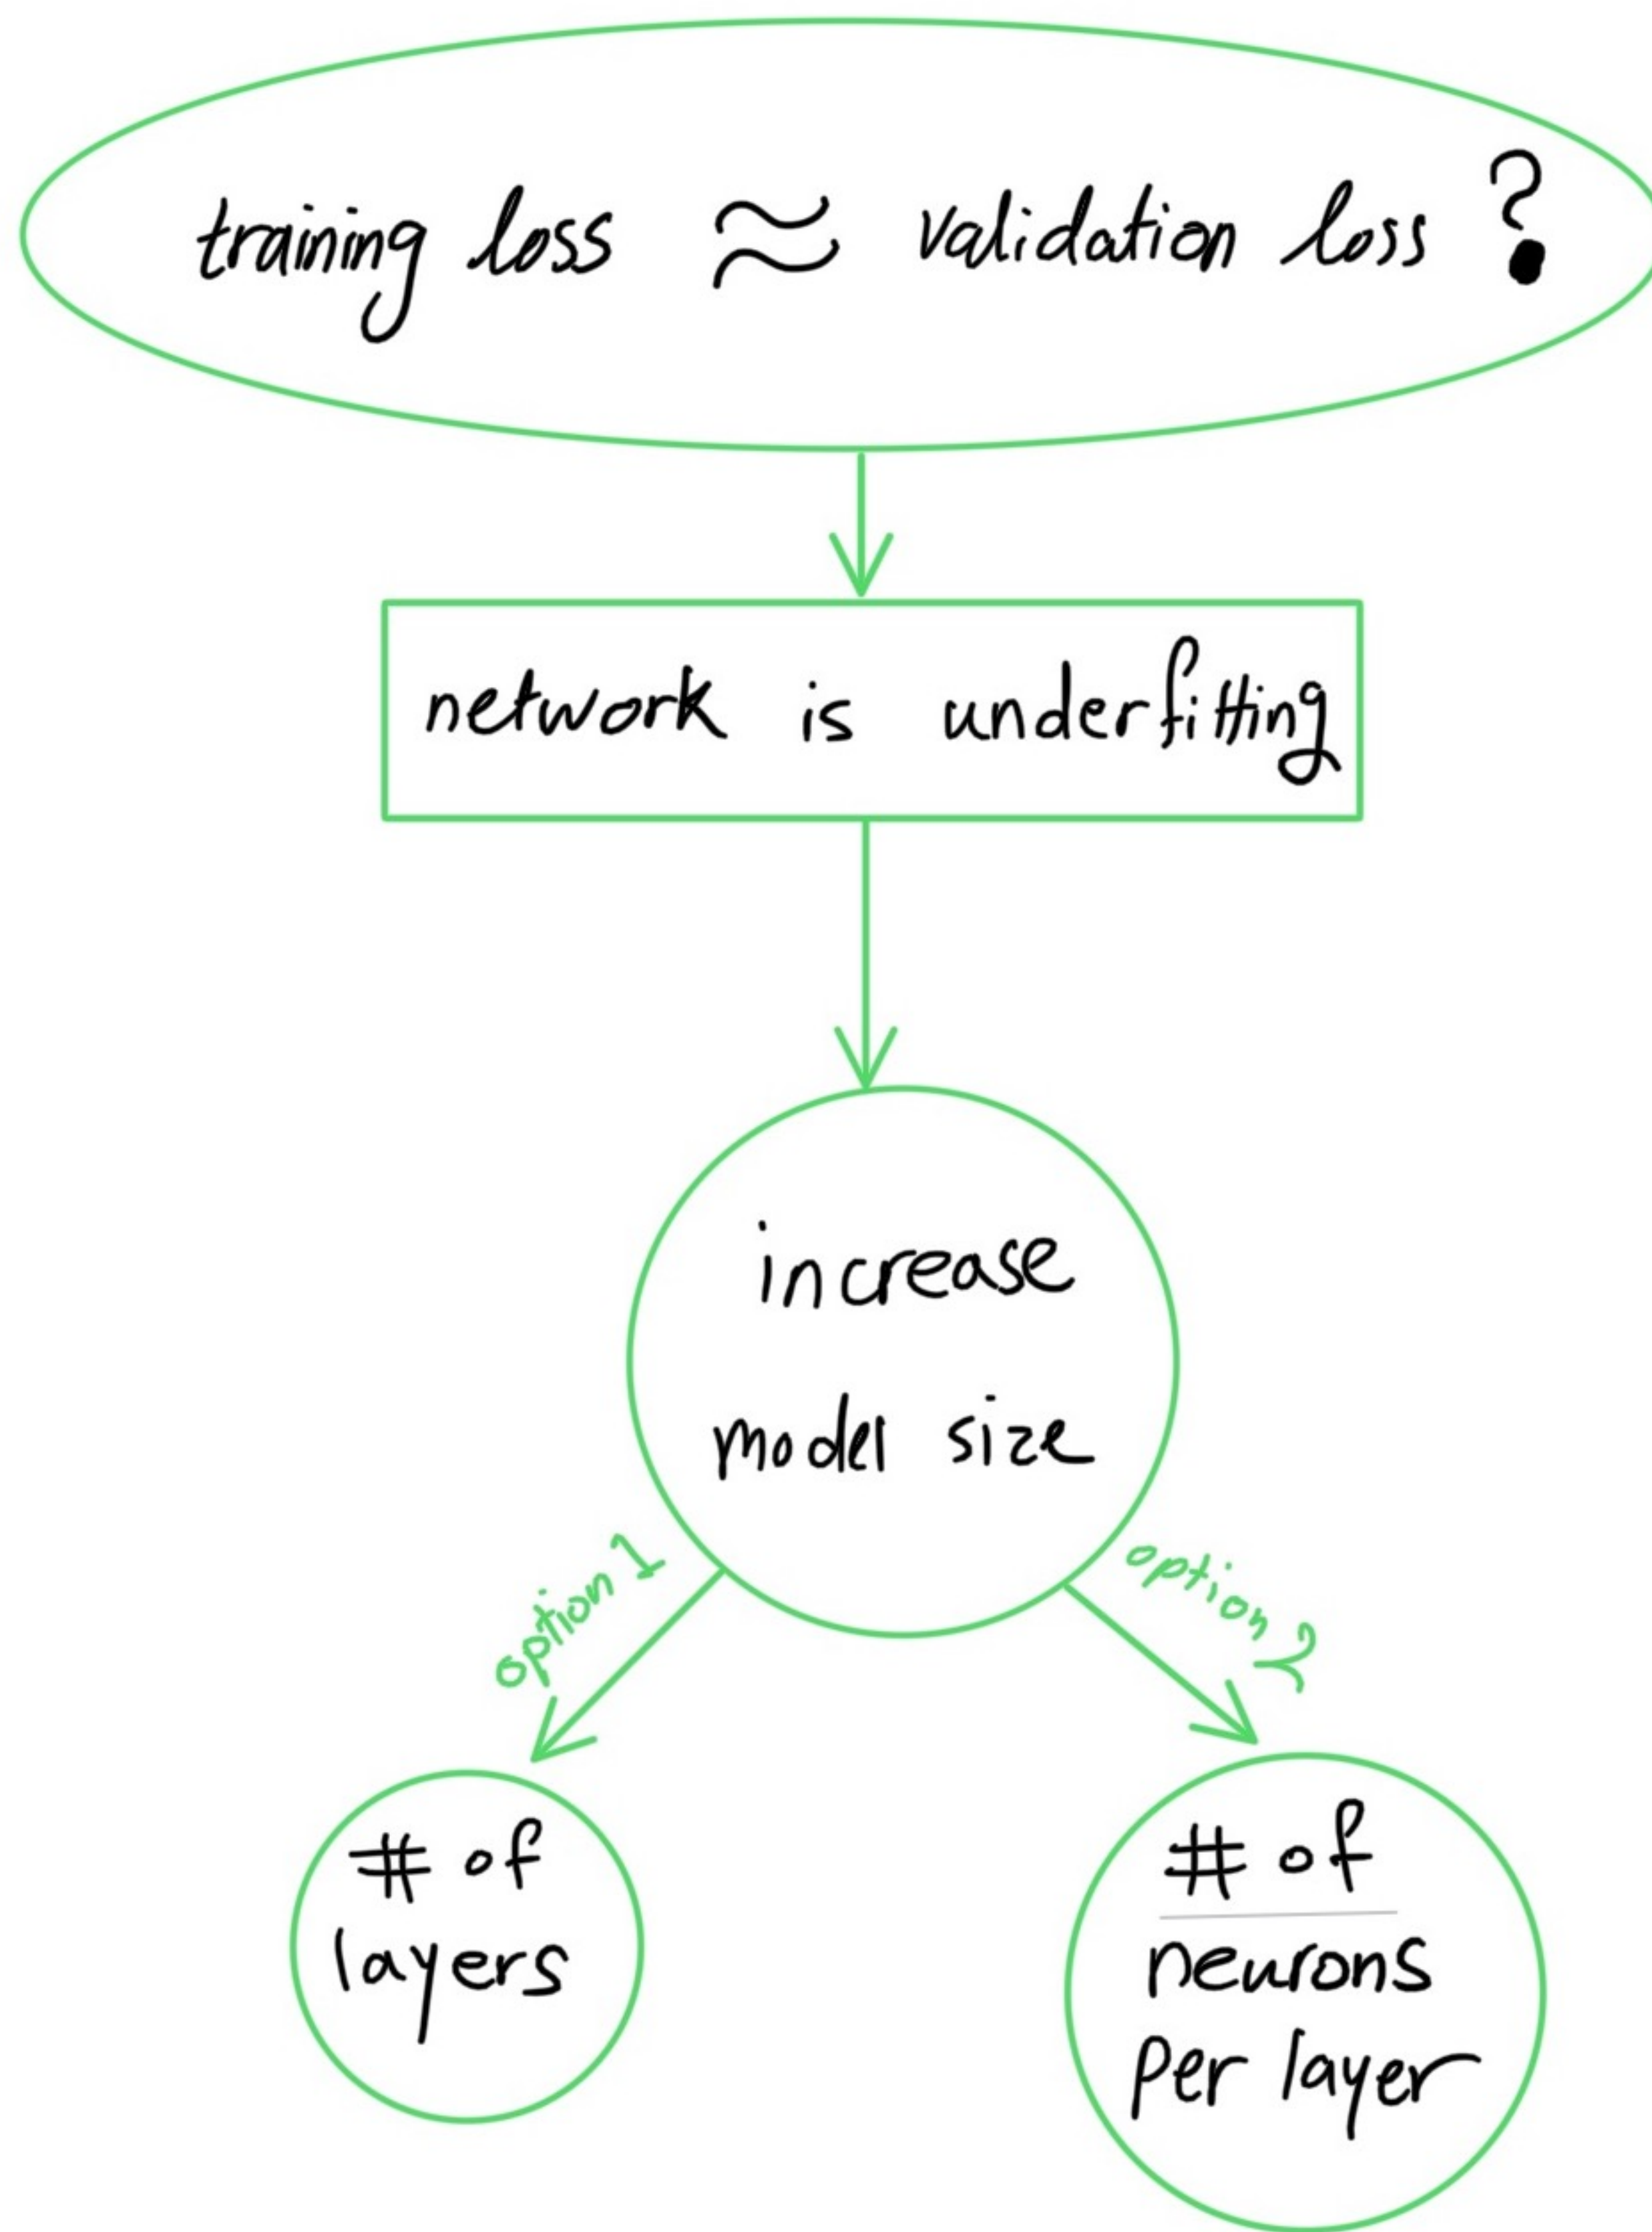 training loss ≈ validation loss ?
network is underfitting
increase
model size
option 1
option 2
# of
layers
# of
neurons
per layer